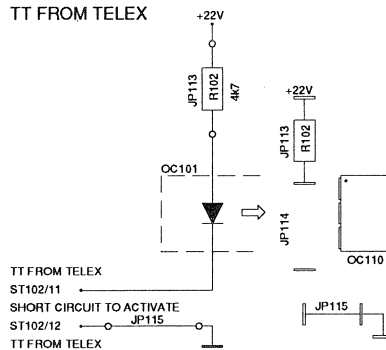 TT FROM TELEX
+22V
JP113
R102
4k7
+22V
JP113
R102
OC101
JP114
OC110
TT FROM TELEX
ST102/11
SHORT CIRCUIT TO ACTIVATE
ST102/12
JP115
JP115
TT FROM TELEX